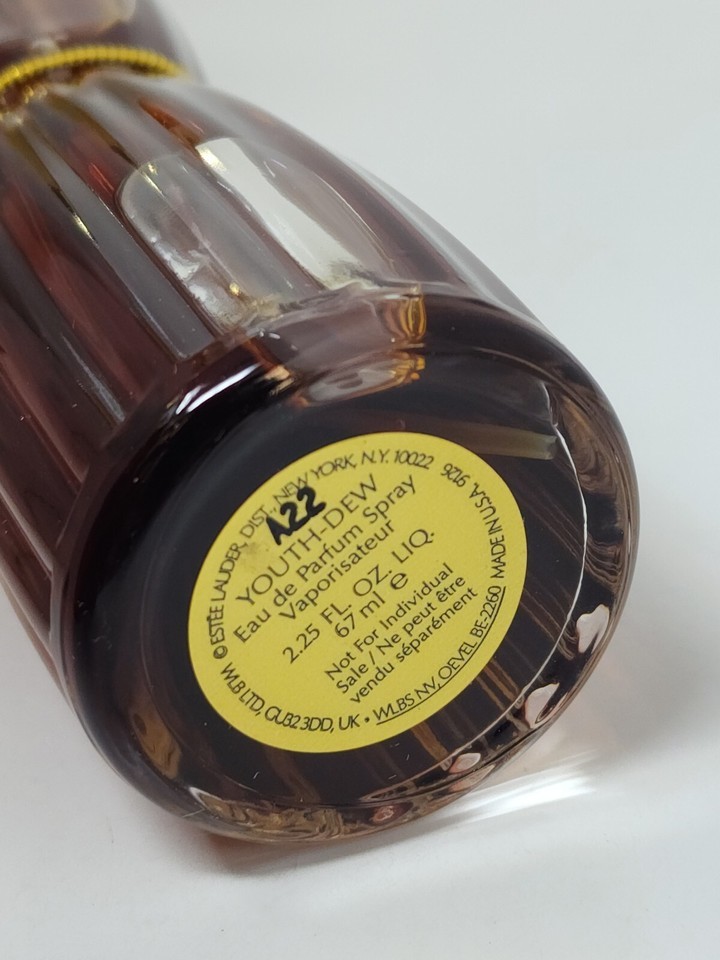 © ESTÉE LAUDER, DIST., NEW YORK, N.Y. 10022 926
A22
YOUTH-DEW
Eau de Parfum Spray
Vaporisateur
2.25 FL. OZ. LIQ.
67 ml e
Not For Individual
Sale / Ne peut être
vendu séparément
WLB LTD, GU32 3DD, UK • WLBS NV, OEVEL BE-2260 MADE IN U.S.A.